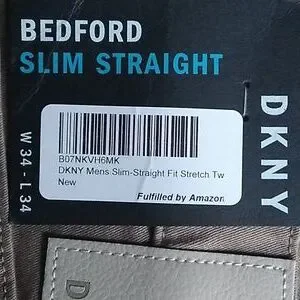 BEDFORD
SLIM STRAIGHT
B07NKVH6MK
DKNY Mens Slim-Straight Fit Stretch Tw
New
Fulfilled by Amazon
DKNY
W 34 - L 34
D